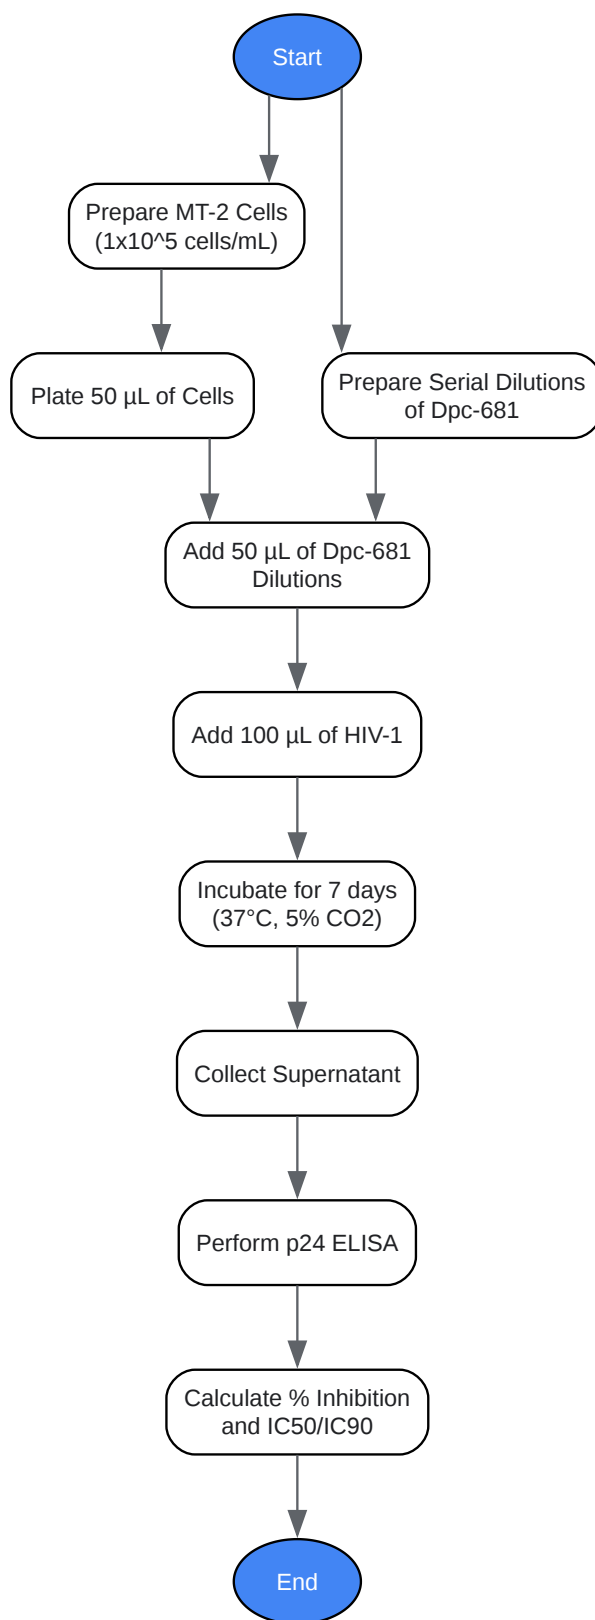 Start
Prepare MT-2 Cells
(1x10^5 cells/mL)
Plate 50 µL of Cells
Prepare Serial Dilutions
of Dpc-681
Add 50 µL of Dpc-681
Dilutions
Add 100 µL of HIV-1
Incubate for 7 days
(37°C, 5% CO2)
Collect Supernatant
Perform p24 ELISA
Calculate % Inhibition
and IC50/IC90
End